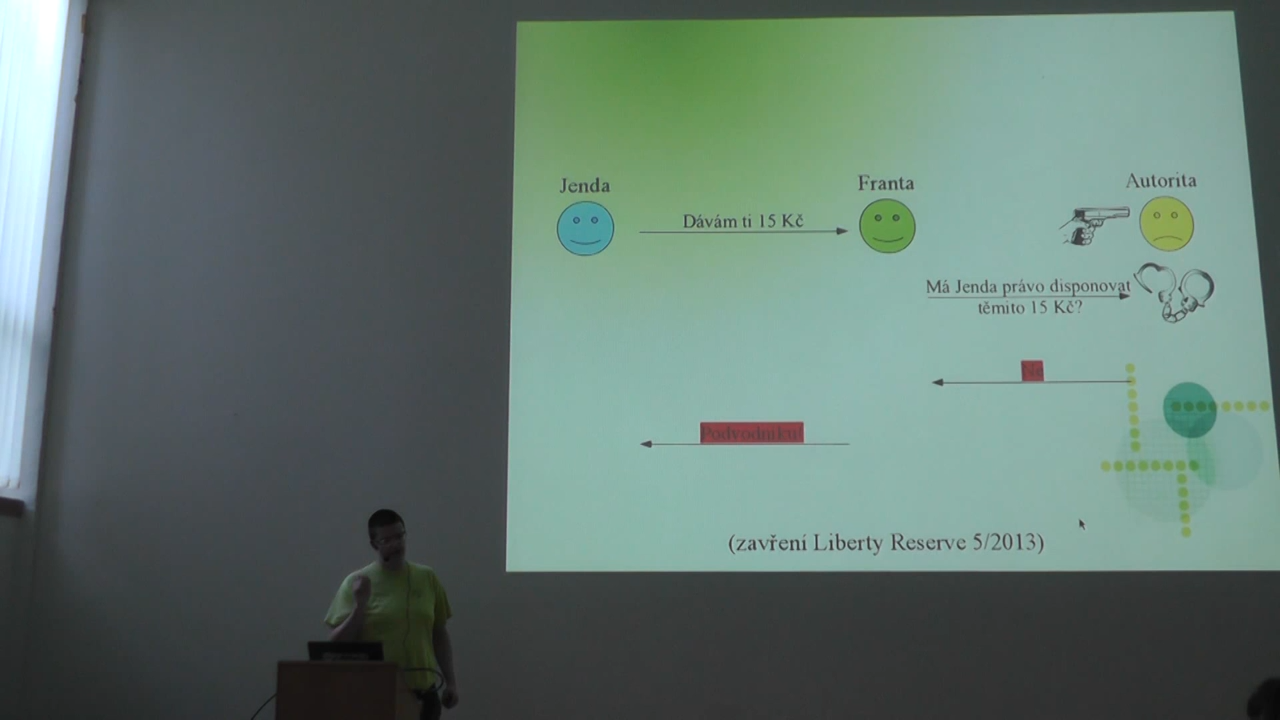 Jenda
Franta
Autorita
Dávám ti 15 Kč
Má Jenda právo disponovat
těmito 15 Kč?
Ne
Podvodníku!
(zavření Liberty Reserve 5/2013)